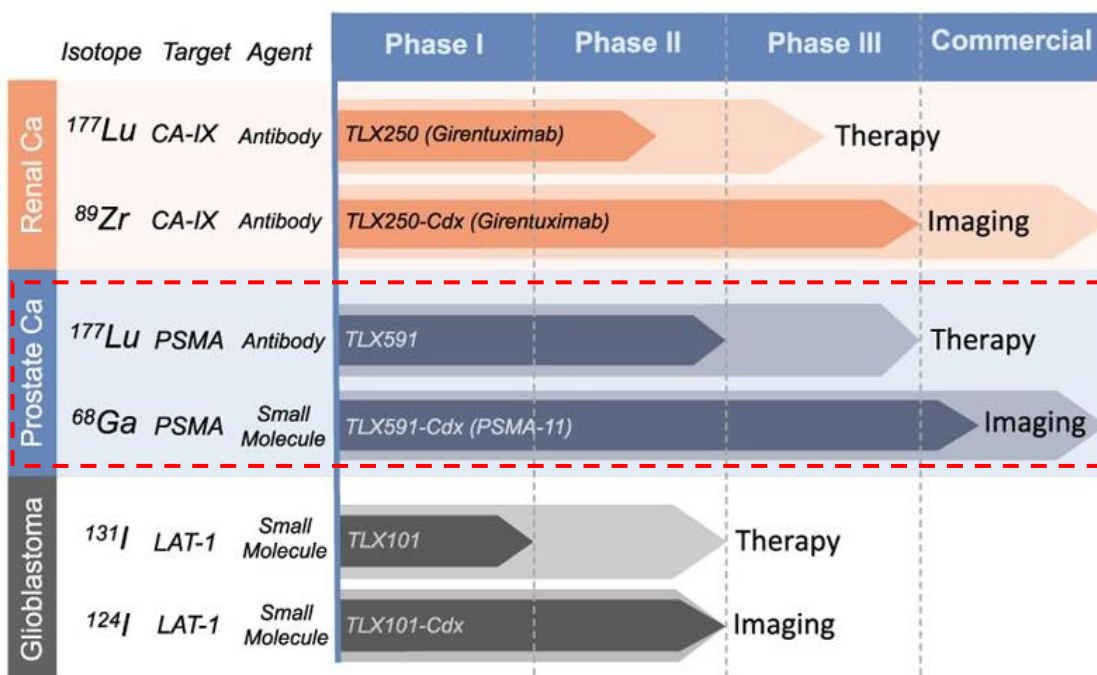 Isotope Target Agent Phase I Phase II Phase III Commercial
Renal Ca
177Lu CA-IX Antibody TLX250 (Girentuximab) Therapy
89Zr CA-IX Antibody TLX250-Cdx (Girentuximab) Imaging
Prostate Ca
177Lu PSMA Antibody TLX591 Therapy
68Ga PSMA Small Molecule TLX591-Cdx (PSMA-11) Imaging
Glioblastoma
131I LAT-1 Small Molecule TLX101 Therapy
124I LAT-1 Small Molecule TLX101-Cdx Imaging